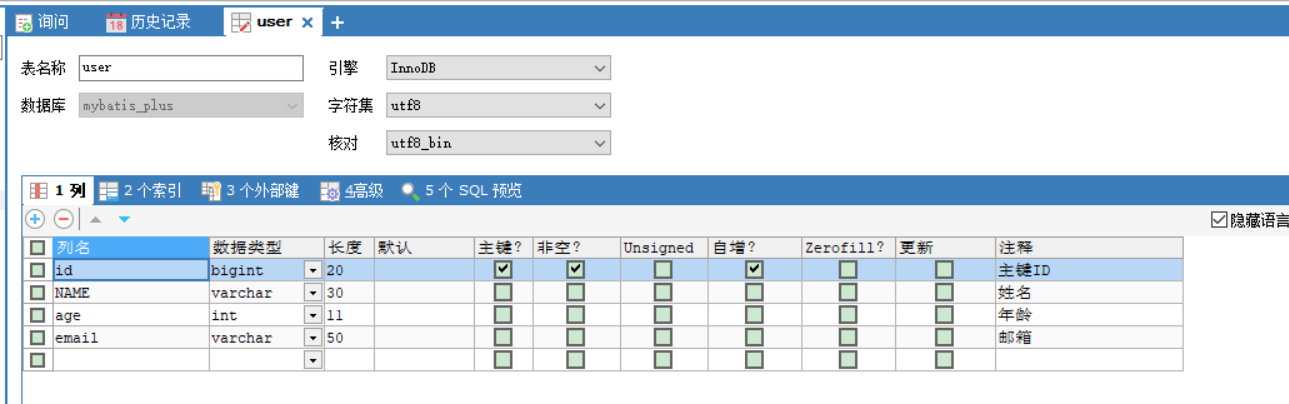 询问 18 历史记录 user × +
表名称 user 引擎 InnoDB
数据库 mybatis_plus 字符集 utf8
核对 utf8_bin
1 列 2 个索引 3 个外部键 4高级 5 个 SQL 预览
隐藏语言
列名 数据类型 长度 默认 主键? 非空? Unsigned 自增? Zerofill? 更新 注释
id bigint 20 主键ID
NAME varchar 30 姓名
age int 11 年龄
email varchar 50 邮箱